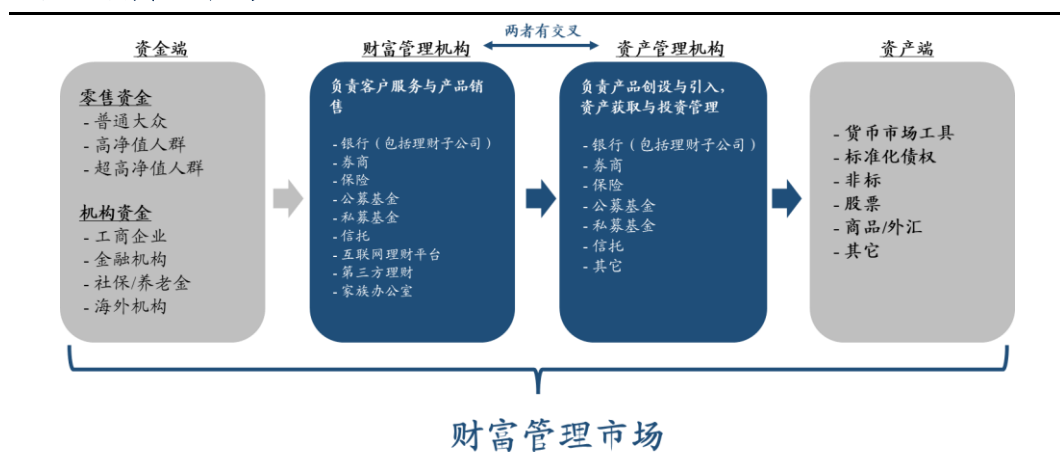 两者有交叉
资金端
财富管理机构
资产管理机构
资产端
零售资金
- 普通大众
- 高净值人群
- 超高净值人群
机构资金
- 工商企业
- 金融机构
- 社保/养老金
- 海外机构
负责客户服务与产品销
售
- 银行（包括理财子公司）
- 券商
- 保险
- 公募基金
- 私募基金
- 信托
- 互联网理财平台
- 第三方理财
- 家族办公室
负责产品创设与引入，
资产获取与投资管理
- 银行（包括理财子公司）
- 券商
- 保险
- 公募基金
- 私募基金
- 信托
- 其它
- 货币市场工具
- 标准化债权
- 非标
- 股票
- 商品/外汇
- 其它
财富管理市场